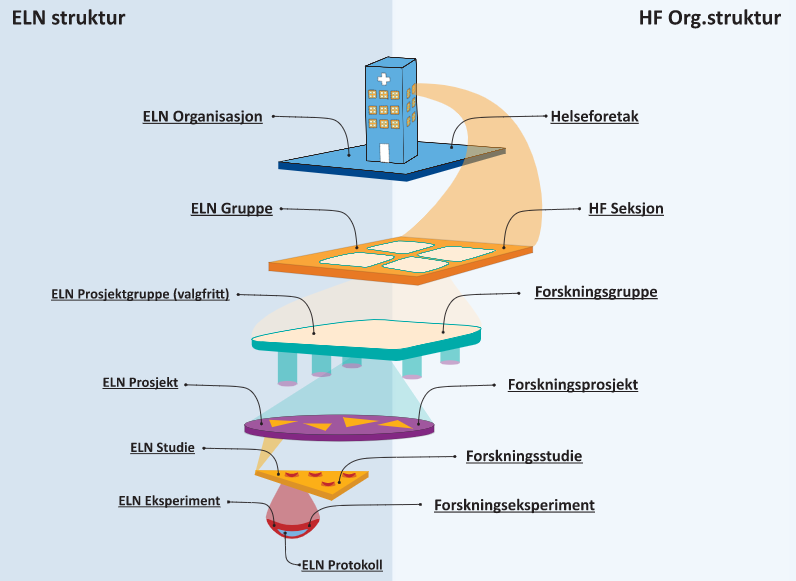 ELN struktur
HF Org.struktur
ELN Organisasjon
Helseforetak
ELN Gruppe
HF Seksjon
ELN Prosjektgruppe (valgfritt)
Forskningsgruppe
ELN Prosjekt
Forskningsprosjekt
ELN Studie
Forskningsstudie
ELN Eksperiment
Forskningseksperiment
ELN Protokoll